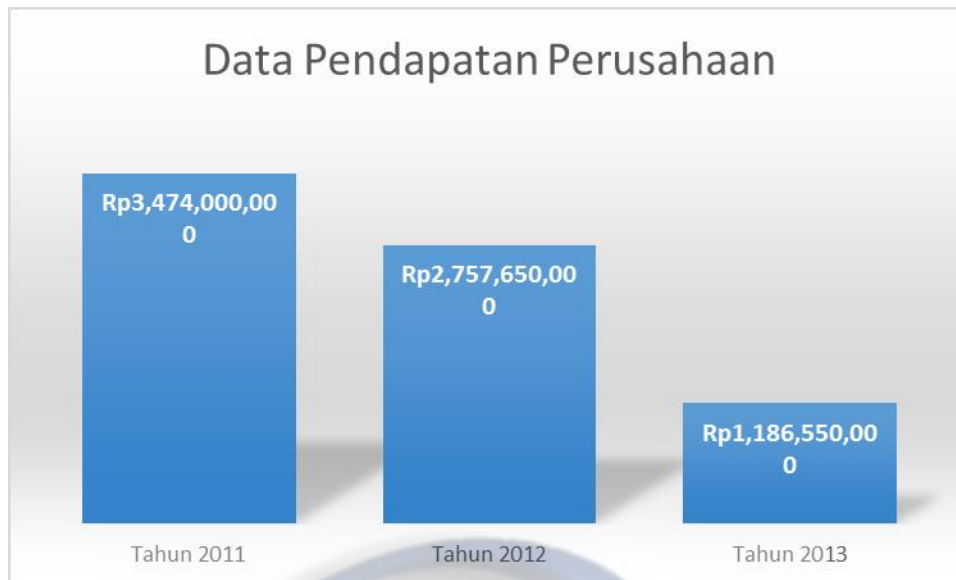 Data Pendapatan Perusahaan
Rp3,474,000,00
0
Rp2,757,650,00
0
Rp1,186,550,00
0
Tahun 2011
Tahun 2012
Tahun 2013